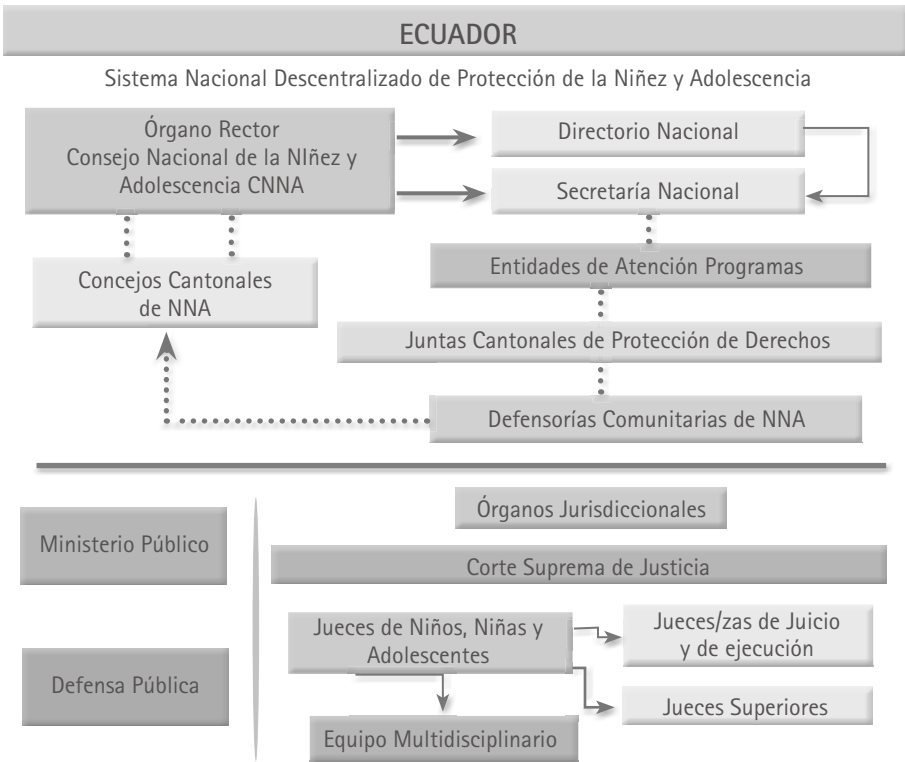 ECUADOR
Sistema Nacional Descentralizado de Protección de la Niñez y Adolescencia
Órgano Rector
Consejo Nacional de la NIñez y
Adolescencia CNNA
Directorio Nacional
Secretaría Nacional
Concejos Cantonales
de NNA
Entidades de Atención Programas
Juntas Cantonales de Protección de Derechos
Defensorías Comunitarias de NNA
Ministerio Público
Defensa Pública
Órganos Jurisdiccionales
Corte Suprema de Justicia
Jueces de Niños, Niñas y
Adolescentes
Jueces/zas de Juicio
y de ejecución
Jueces Superiores
Equipo Multidisciplinario